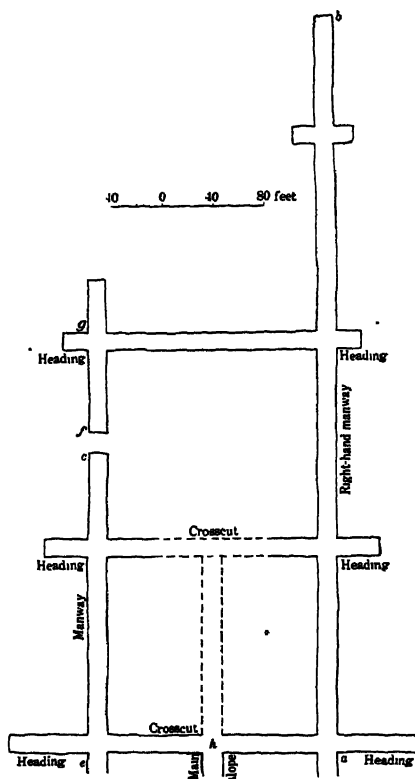 b
40 0 40 80 feet
g
Heading
Heading
Right-hand manway
f
c
Crosscut
Heading
Heading
Manway
Crosscut
h
Heading
e
Main
slope
a
Heading